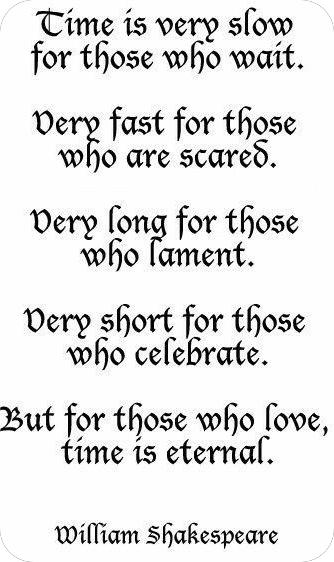 Time is very slow
for those who wait.
Very fast for those
who are scared.
Very long for those
who lament.
Very short for those
who celebrate.
But for those who love,
time is eternal.
William Shakespeare